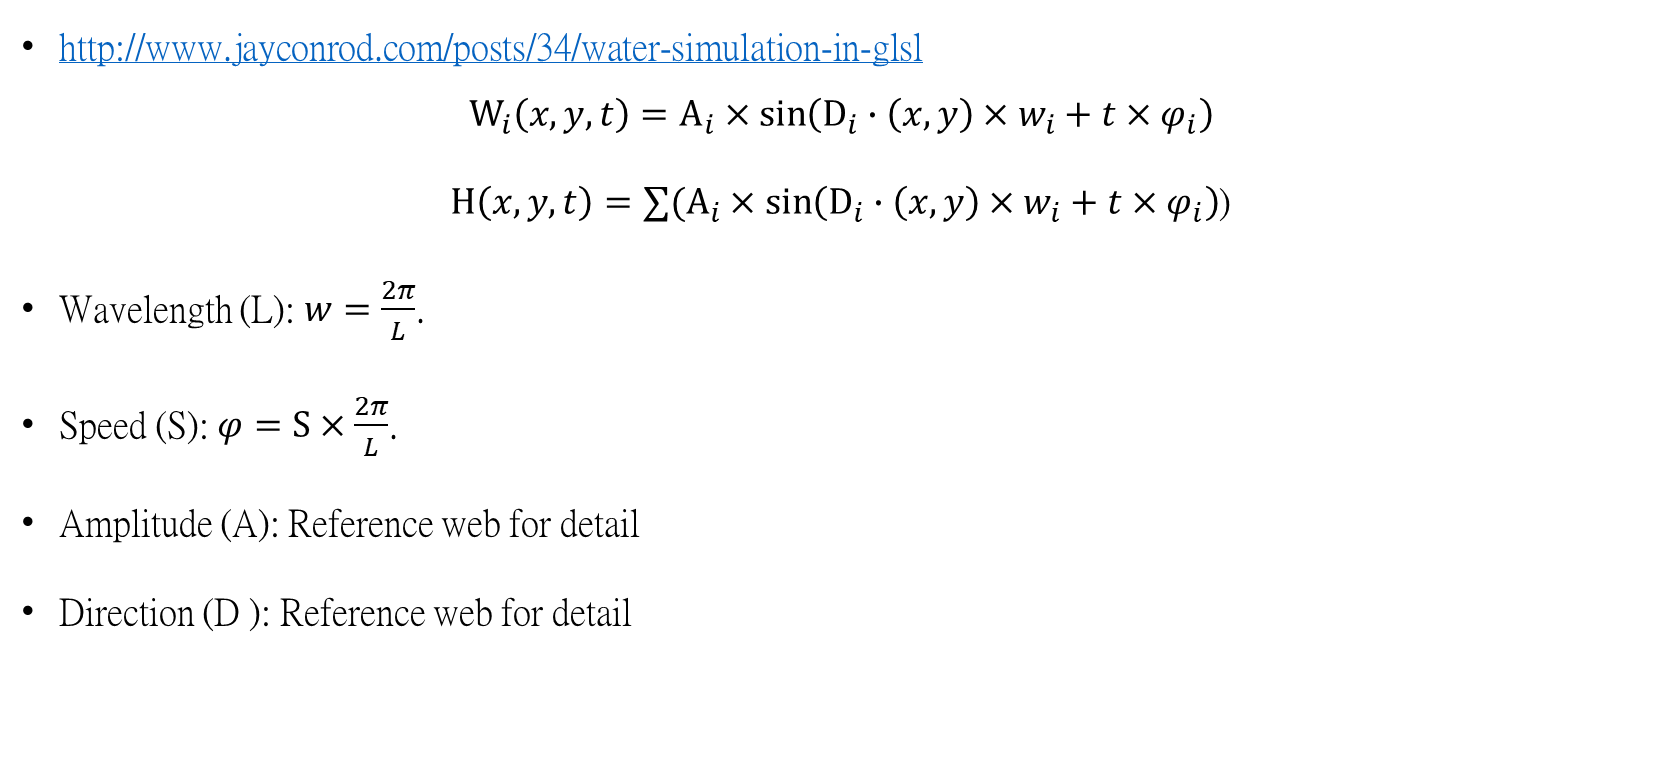 • http://www.jayconrod.com/posts/34/water-simulation-in-glsl
W𝑖(𝑥, 𝑦, 𝑡) = A𝑖 × sin(D𝑖 · (𝑥, 𝑦) × 𝑤𝑖 + 𝑡 × 𝜑𝑖)
H(𝑥, 𝑦, 𝑡) = ∑(A𝑖 × sin(D𝑖 · (𝑥, 𝑦) × 𝑤𝑖 + 𝑡 × 𝜑𝑖))
• Wavelength (L): 𝑤 = 2𝜋/𝐿.
• Speed (S): 𝜑 = S × 2𝜋/𝐿.
• Amplitude (A): Reference web for detail
• Direction (D ): Reference web for detail